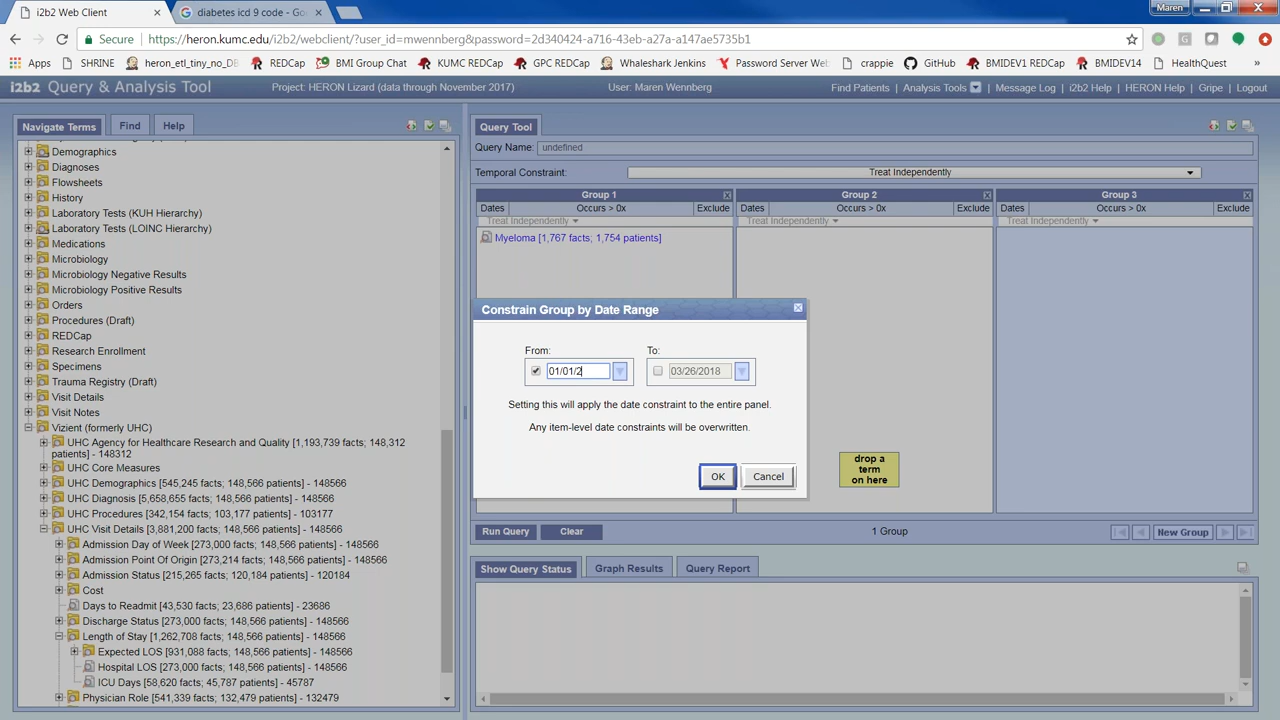 i2b2 Web Client
diabetes icd 9 code - Goo
Maren
Secure
https://heron.kumc.edu/i2b2/webclient/?user_id=mwennberg&password=2d340424-a716-43eb-a27a-a147ae5735b1
Apps SHRINE heron_etl_tiny_no_DB REDCap BMI Group Chat KUMC REDCap GPC REDCap Whaleshark Jenkins Password Server Web crappie GitHub BMIDEV1 REDCap BMIDEV14 HealthQuest »
i2b2 Query & Analysis Tool
Project: HERON Lizard (data through November 2017)
User: Maren Wennberg
Find Patients | Analysis Tools | Message Log | i2b2 Help | HERON Help | Gripe | Logout
Navigate Terms Find Help
Demographics
Diagnoses
Flowsheets
History
Laboratory Tests (KUH Hierarchy)
Laboratory Tests (LOINC Hierarchy)
Medications
Microbiology
Microbiology Negative Results
Microbiology Positive Results
Orders
Procedures (Draft)
REDCap
Research Enrollment
Specimens
Trauma Registry (Draft)
Visit Details
Visit Notes
Vizient (formerly UHC)
UHC Agency for Healthcare Research and Quality [1,193,739 facts; 148,312
patients] - 148312
UHC Core Measures
UHC Demographics [545,245 facts; 148,566 patients] - 148566
UHC Diagnosis [5,658,655 facts; 148,566 patients] - 148566
UHC Procedures [342,154 facts; 103,177 patients] - 103177
UHC Visit Details [3,881,200 facts; 148,566 patients] - 148566
Admission Day of Week [273,000 facts; 148,566 patients] - 148566
Admission Point Of Origin [273,214 facts; 148,566 patients] - 148566
Admission Status [215,265 facts; 120,184 patients] - 120184
Cost
Days to Readmit [43,530 facts; 23,686 patients] - 23686
Discharge Status [273,000 facts; 148,566 patients] - 148566
Length of Stay [1,262,708 facts; 148,566 patients] - 148566
Expected LOS [931,088 facts; 148,566 patients] - 148566
Hospital LOS [273,000 facts; 148,566 patients] - 148566
ICU Days [58,620 facts; 45,787 patients] - 45787
Physician Role [541,339 facts; 132,479 patients] - 132479
Query Tool
Query Name: undefined
Temporal Constraint: Treat Independently
Group 1 Group 2 Group 3
Dates Occurs > 0x Exclude Dates Occurs > 0x Exclude Dates Occurs > 0x Exclude
Treat Independently Treat Independently Treat Independently
Myeloma [1,767 facts; 1,754 patients]
Constrain Group by Date Range
From: To:
01/01/2 03/26/2018
Setting this will apply the date constraint to the entire panel.
Any item-level date constraints will be overwritten.
OK Cancel
drop a
term
on here
Run Query Clear 1 Group New Group
Show Query Status Graph Results Query Report